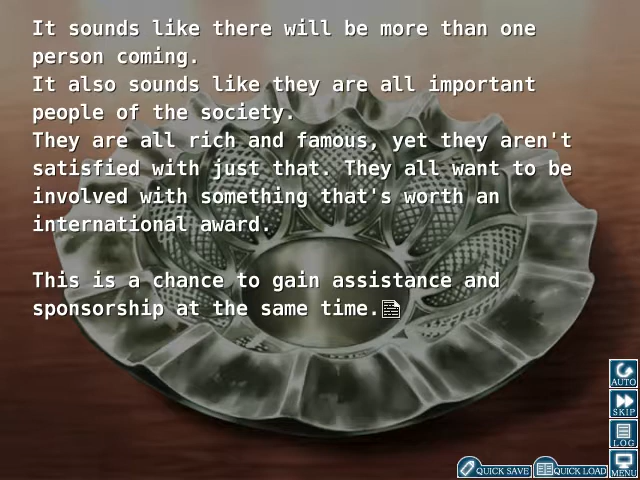 It sounds like there will be more than one
person coming.
It also sounds like they are all important
people of the society.
They are all rich and famous, yet they aren't
satisfied with just that. They all want to be
involved with something that's worth an
international award.
This is a chance to gain assistance and
sponsorship at the same time.
AUTO
SKIP
LOG
QUICK SAVE
QUICK LOAD
MENU